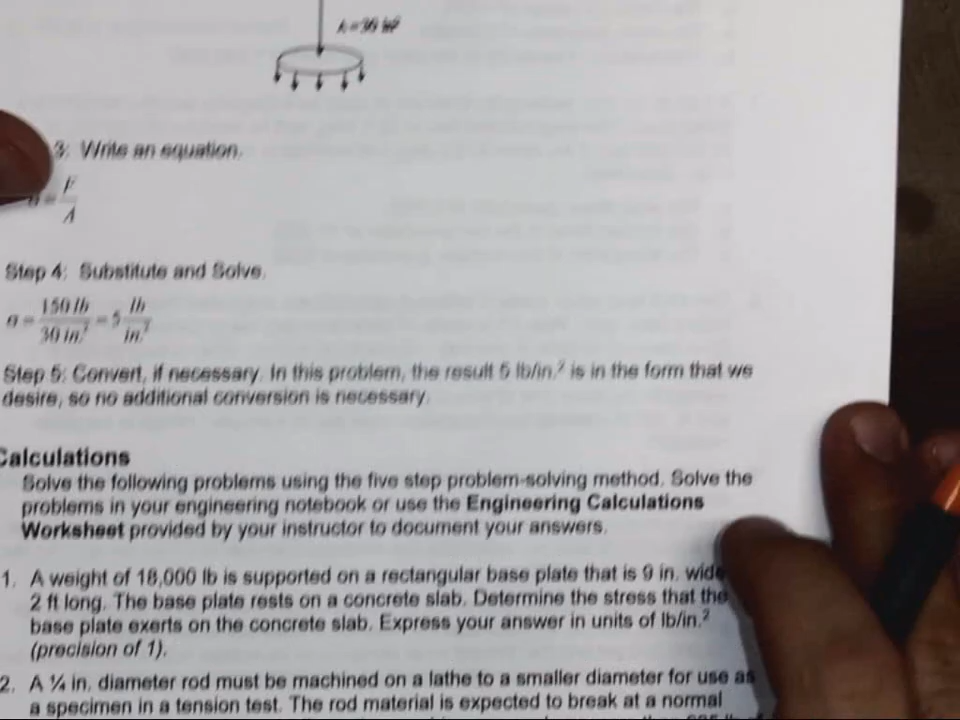 3: Write an equation.
F
A
Step 4: Substitute and Solve.
σ = 150 lb / 30 in.² = 5 lb / in.²
Step 5: Convert, if necessary. In this problem, the result 5 lb/in.² is in the form that we
desire, so no additional conversion is necessary.
Calculations
Solve the following problems using the five step problem-solving method. Solve the
problems in your engineering notebook or use the Engineering Calculations
Worksheet provided by your instructor to document your answers.
1. A weight of 18,000 lb is supported on a rectangular base plate that is 9 in. wide
2 ft long. The base plate rests on a concrete slab. Determine the stress that the
base plate exerts on the concrete slab. Express your answer in units of lb/in.²
(precision of 1).
2. A ¼ in. diameter rod must be machined on a lathe to a smaller diameter for use as
a specimen in a tension test. The rod material is expected to break at a normal